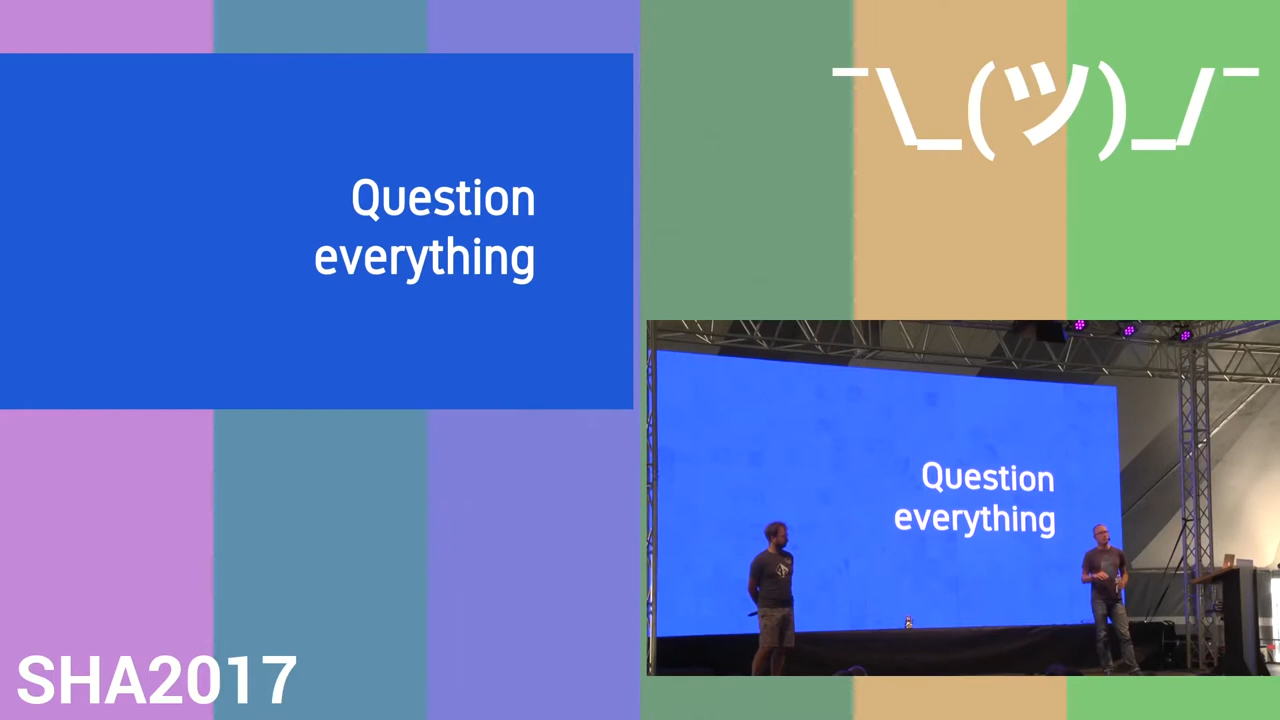 Question
everything
¯\_(ツ)_/¯
Question
everything
SHA2017